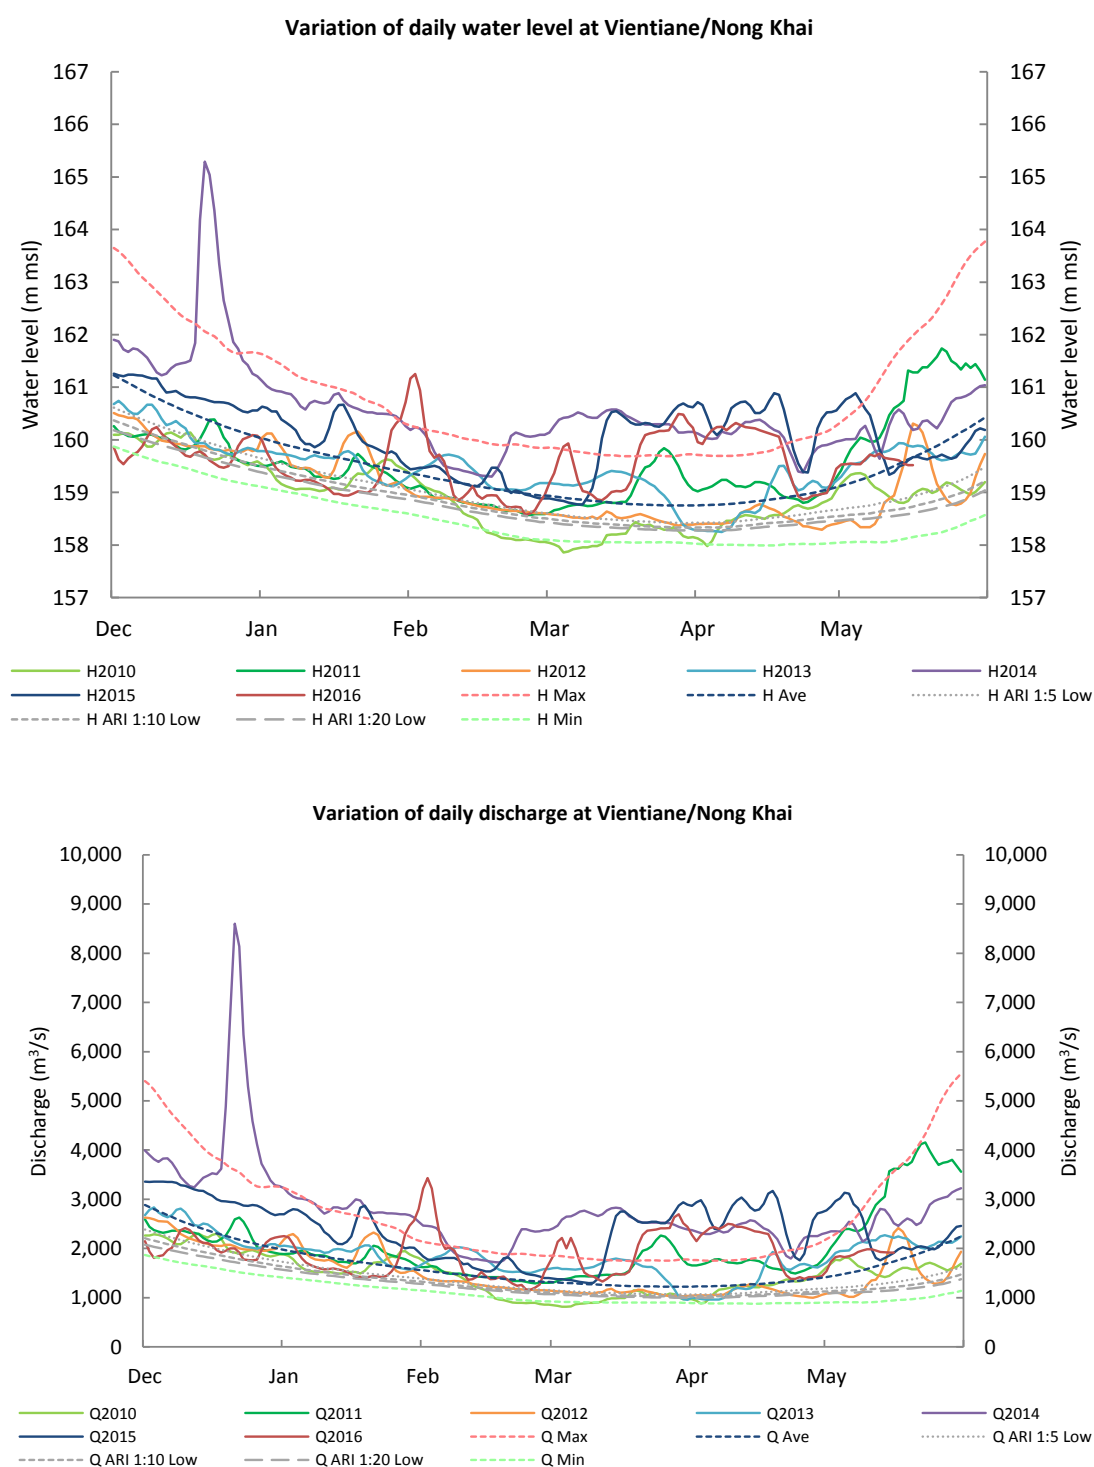 Variation of daily water level at Vientiane/Nong Khai
167 167
166 166
165 165
164 164
163 163
162 162
161 161
160 160
159 159
158 158
157 157
Water level (m msl)
Water level (m msl)
Dec Jan Feb Mar Apr May
H2010 H2011 H2012 H2013 H2014
H2015 H2016 H Max H Ave H ARI 1:5 Low
H ARI 1:10 Low H ARI 1:20 Low H Min
Variation of daily discharge at Vientiane/Nong Khai
10,000 10,000
9,000 9,000
8,000 8,000
7,000 7,000
6,000 6,000
5,000 5,000
4,000 4,000
3,000 3,000
2,000 2,000
1,000 1,000
0 0
Discharge (m³/s)
Discharge (m³/s)
Dec Jan Feb Mar Apr May
Q2010 Q2011 Q2012 Q2013 Q2014
Q2015 Q2016 Q Max Q Ave Q ARI 1:5 Low
Q ARI 1:10 Low Q ARI 1:20 Low Q Min